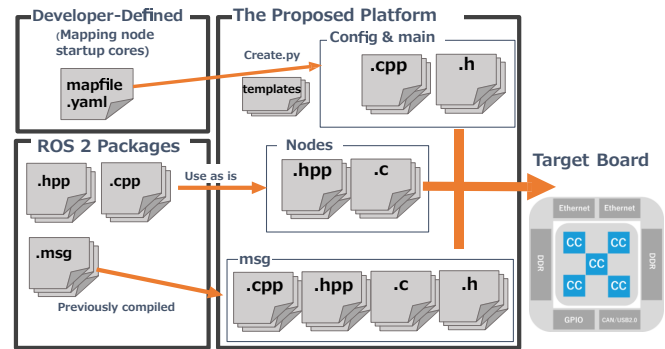 Developer-Defined
(Mapping node
startup cores)
mapfile
.yaml
The Proposed Platform
Config & main
Create.py
templates
.cpp
.h
ROS 2 Packages
.hpp
.cpp
.msg
Use as is
Previously compiled
Nodes
.hpp
.c
msg
.cpp
.hpp
.c
.h
Target Board
Ethernet
Ethernet
DDR
DDR
CC
CC
CC
CC
CC
GPIO
CAN/USB2.0